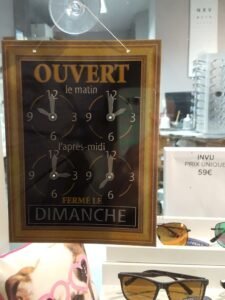 OUVERT
le matin
12
12
9
3
9
3
6
6
l'après-midi
12
12
9
3
9
3
6
6
FERMÉ LE
DIMANCHE
INVU
PRIX UNIQUE
59€